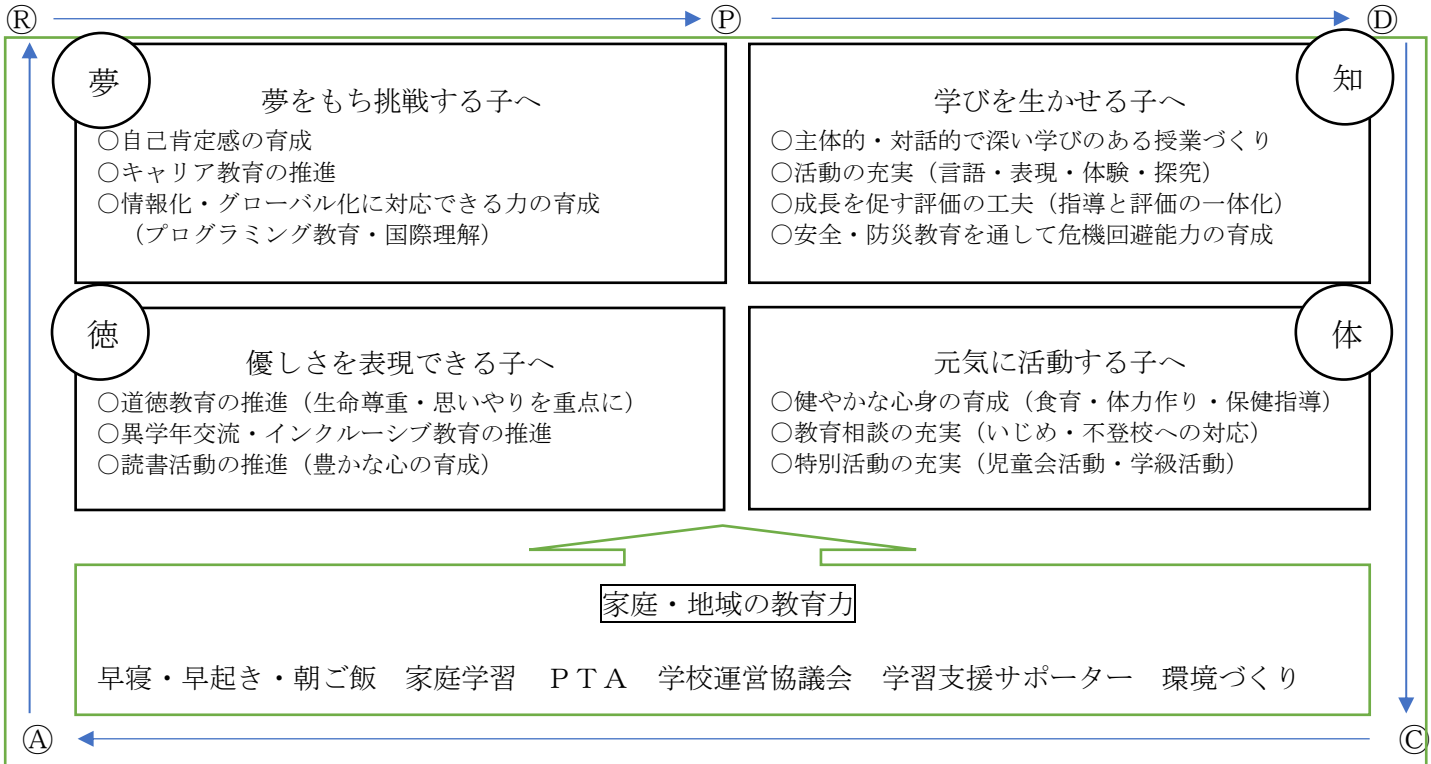 Ⓡ Ⓟ Ⓓ
夢
夢をもち挑戦する子へ
○自己肯定感の育成
○キャリア教育の推進
○情報化・グローバル化に対応できる力の育成
（プログラミング教育・国際理解）
知
学びを生かせる子へ
○主体的・対話的で深い学びのある授業づくり
○活動の充実（言語・表現・体験・探究）
○成長を促す評価の工夫（指導と評価の一体化）
○安全・防災教育を通して危機回避能力の育成
徳
優しさを表現できる子へ
○道徳教育の推進（生命尊重・思いやりを重点に）
○異学年交流・インクルーシブ教育の推進
○読書活動の推進（豊かな心の育成）
体
元気に活動する子へ
○健やかな心身の育成（食育・体力作り・保健指導）
○教育相談の充実（いじめ・不登校への対応）
○特別活動の充実（児童会活動・学級活動）
家庭・地域の教育力
早寝・早起き・朝ご飯　家庭学習　ＰＴＡ　学校運営協議会　学習支援サポーター　環境づくり
Ⓐ Ⓒ